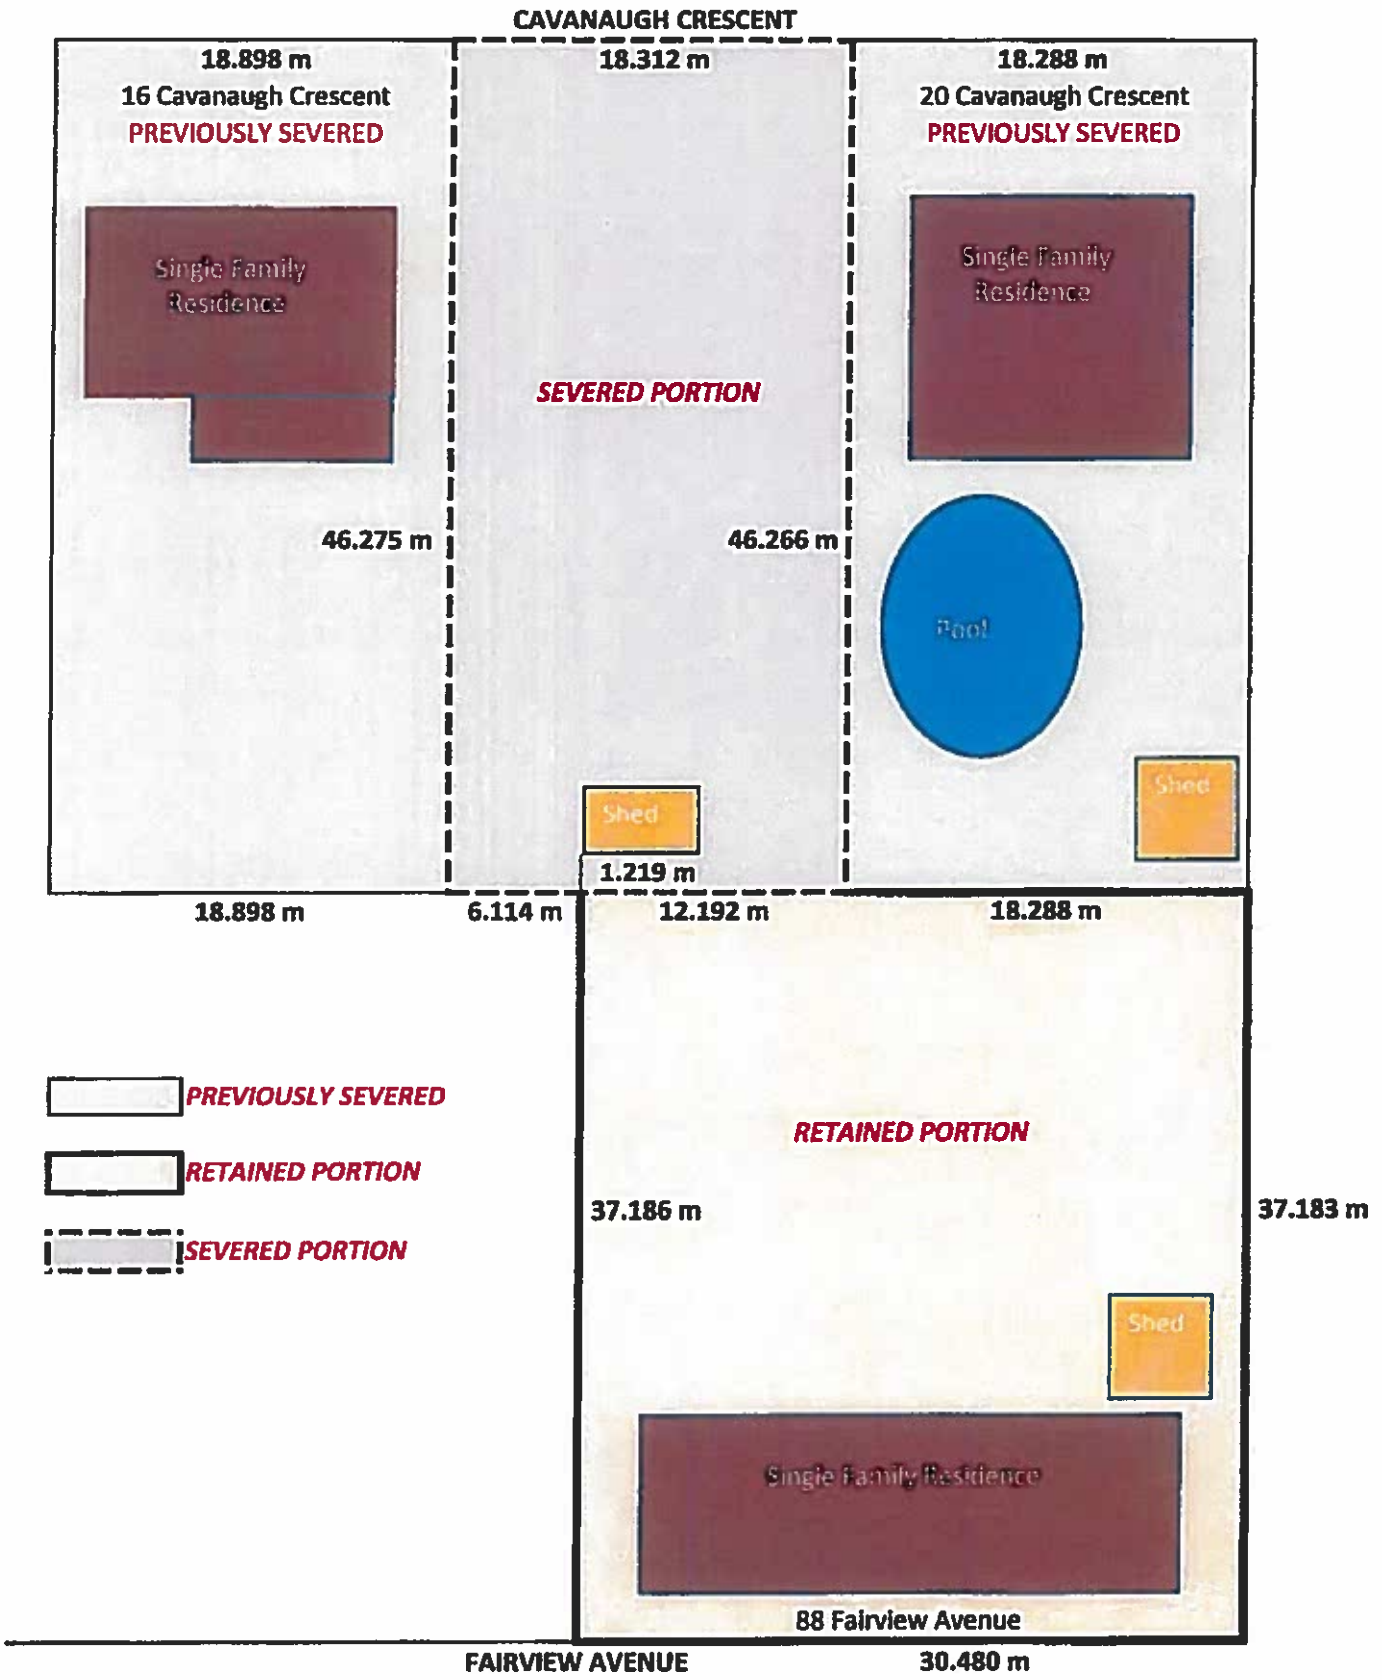 CAVANAUGH CRESCENT
18.898 m
16 Cavanaugh Crescent
PREVIOUSLY SEVERED
18.312 m
18.288 m
20 Cavanaugh Crescent
PREVIOUSLY SEVERED
Single Family
Residence
Single Family
Residence
SEVERED PORTION
46.275 m
46.266 m
Pool
Shed
Shed
1.219 m
18.898 m
6.114 m
12.192 m
18.288 m
PREVIOUSLY SEVERED
RETAINED PORTION
SEVERED PORTION
RETAINED PORTION
37.186 m
37.183 m
Shed
Single Family Residence
88 Fairview Avenue
FAIRVIEW AVENUE
30.480 m